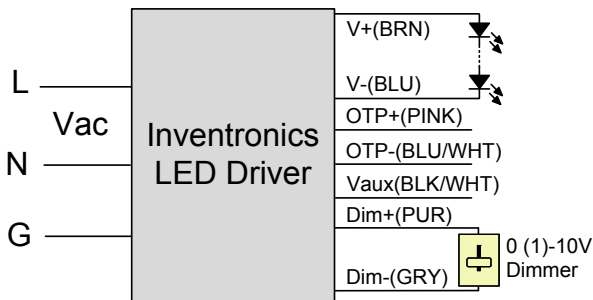 L
Vac
N
G
Inventronics
LED Driver
V+(BRN)
V-(BLU)
OTP+(PINK)
OTP-(BLU/WHT)
Vaux(BLK/WHT)
Dim+(PUR)
Dim-(GRY)
0 (1)-10V
Dimmer